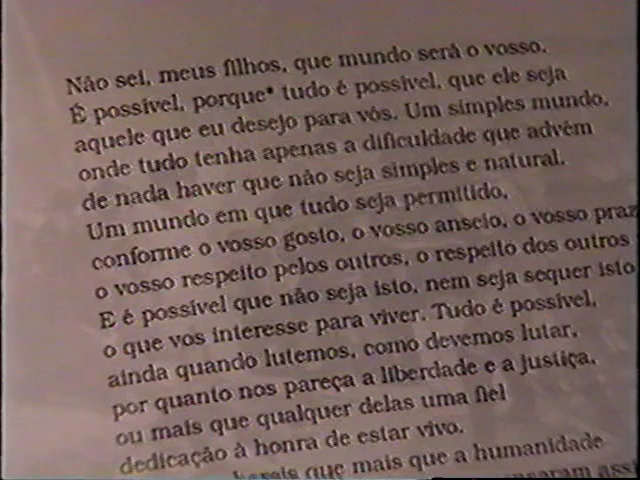 Não sei, meus filhos, que mundo será o vosso.
É possível, porque* tudo é possível, que ele seja
aquele que eu desejo para vós. Um simples mundo,
onde tudo tenha apenas a dificuldade que advém
de nada haver que não seja simples e natural.
Um mundo em que tudo seja permitido,
conforme o vosso gosto, o vosso anseio, o vosso praz
o vosso respeito pelos outros, o respeito dos outros
E é possível que não seja isto, nem seja sequer isto
o que vos interesse para viver. Tudo é possível,
ainda quando lutemos, como devemos lutar,
por quanto nos pareça a liberdade e a justiça,
ou mais que qualquer delas uma fiel
dedicação à honra de estar vivo.
que mais que a humanidade